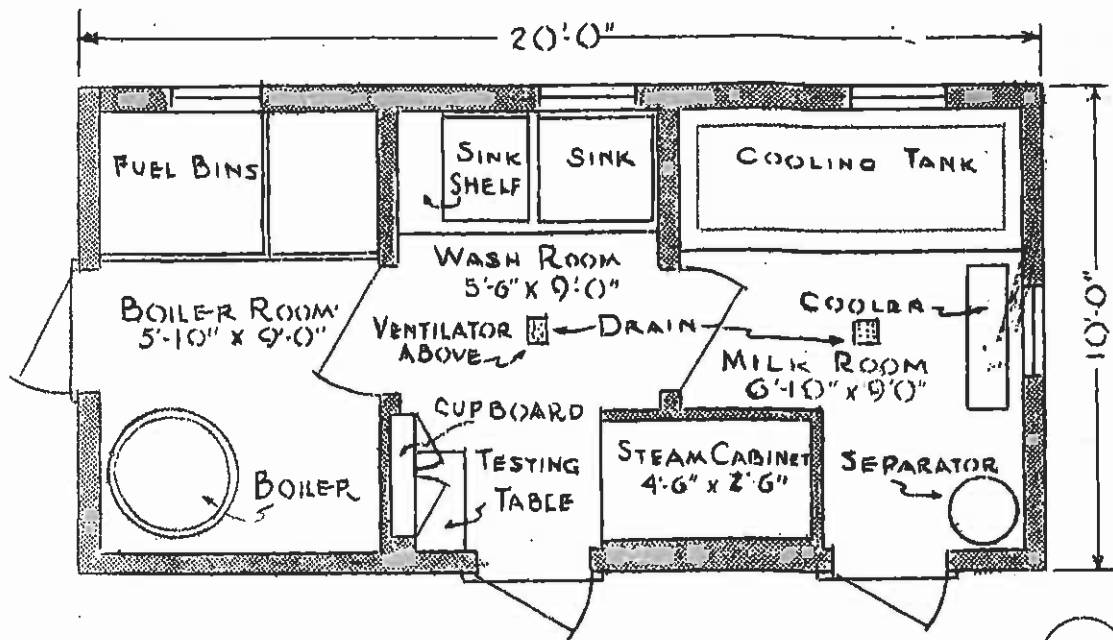 20'-0"
FUEL BINS
SINK
SHELF
SINK
COOLING TANK
WASH ROOM
5'-6" X 9'-0"
BOILER ROOM
5'-10" X 9'-0"
VENTILATOR
ABOVE
DRAIN
COOLER
10'-0"
MILK ROOM
6'-10" X 9'0"
CUPBOARD
TESTING
TABLE
STEAM CABINET
4'-6" X 2'-6"
SEPARATOR
BOILER